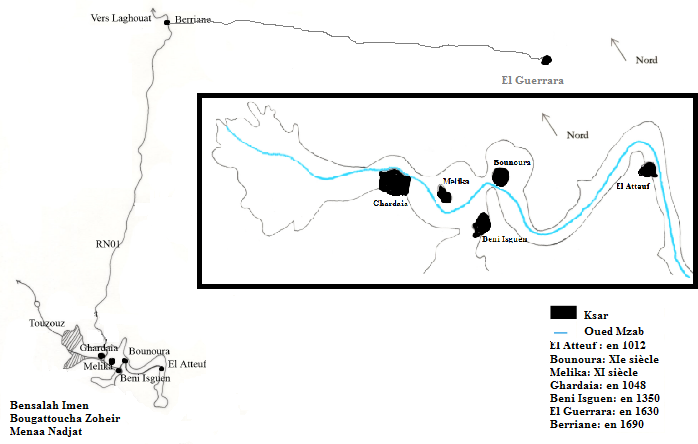 Vers Laghouat
Berriane
El Guerrara
Nord
Nord
Bounoura
Melika
El Attauf
Ghardaia
Beni Isguen
RN01
Touzouz
Ghardaia
Bounoura
Melika
El Atteuf
Beni Isguen
Ksar
Oued Mzab
El Atteuf : en 1012
Bounoura: XIe siècle
Melika: XI siècle
Ghardaia: en 1048
Beni Isguen: en 1350
El Guerrara: en 1630
Berriane: en 1690
Bensalah Imen
Bougattoucha Zoheir
Menaa Nadjat